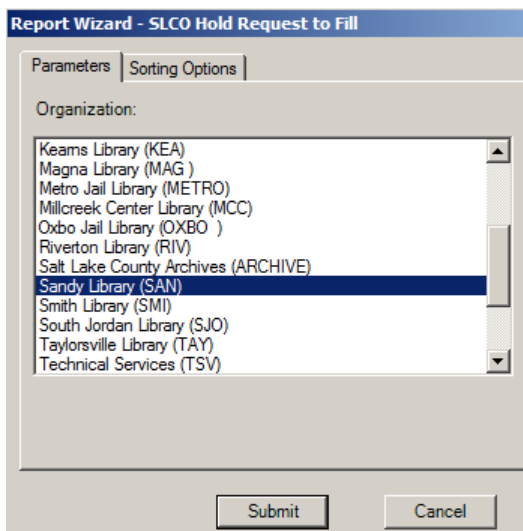 Report Wizard - SLCO Hold Request to Fill
Parameters Sorting Options
Organization:
Kearns Library (KEA)
Magna Library (MAG )
Metro Jail Library (METRO)
Millcreek Center Library (MCC)
Oxbo Jail Library (OXBO )
Riverton Library (RIV)
Salt Lake County Archives (ARCHIVE)
Sandy Library (SAN)
Smith Library (SMI)
South Jordan Library (SJO)
Taylorsville Library (TAY)
Technical Services (TSV)
Submit Cancel